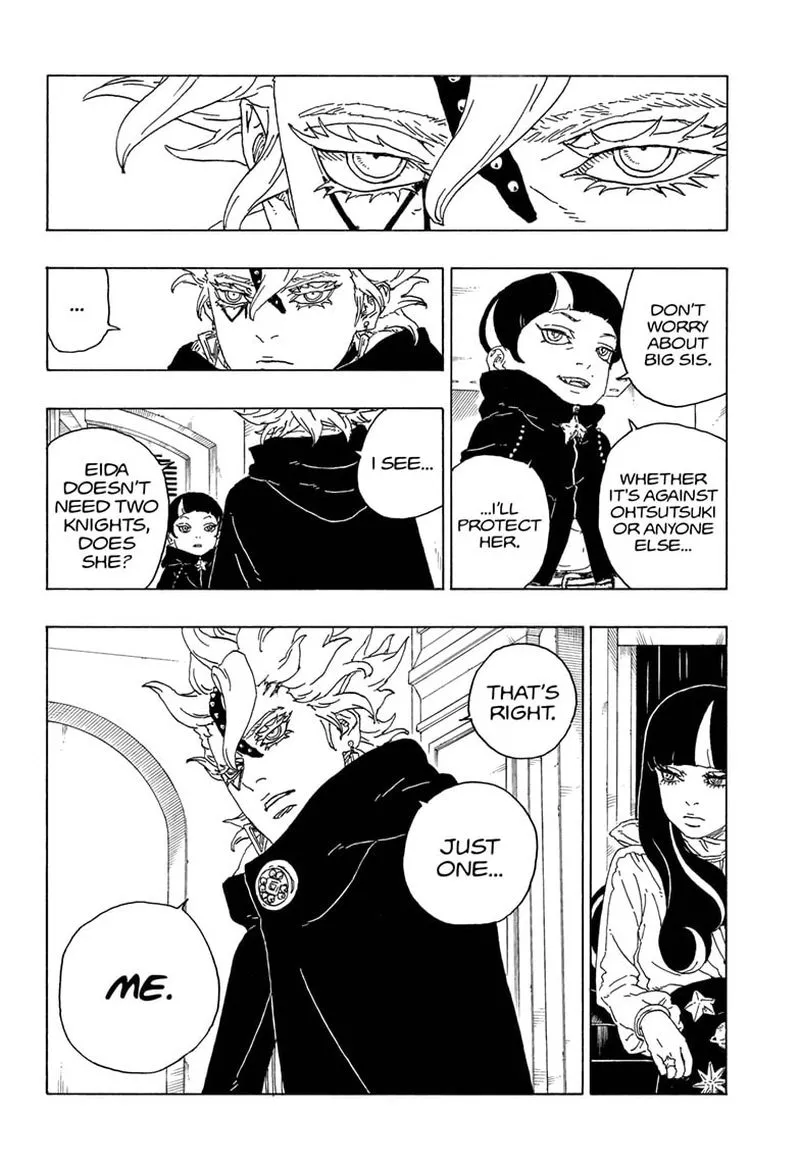 ...
DON'T
WORRY
ABOUT
BIG SIS.
WHETHER
IT'S AGAINST
OHTSUTSUKI
OR ANYONE
ELSE...
...I'LL
PROTECT
HER.
I SEE...
EIDA
DOESN'T
NEED TWO
KNIGHTS,
DOES
SHE?
THAT'S
RIGHT.
JUST
ONE...
ME.